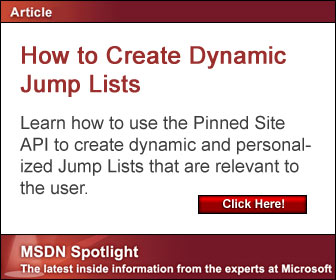 Article
How to Create Dynamic
Jump Lists
Learn how to use the Pinned Site
API to create dynamic and personal-
ized Jump Lists that are relevant to
the user.
Click Here!
MSDN Spotlight
The latest inside information from the experts at Microsoft